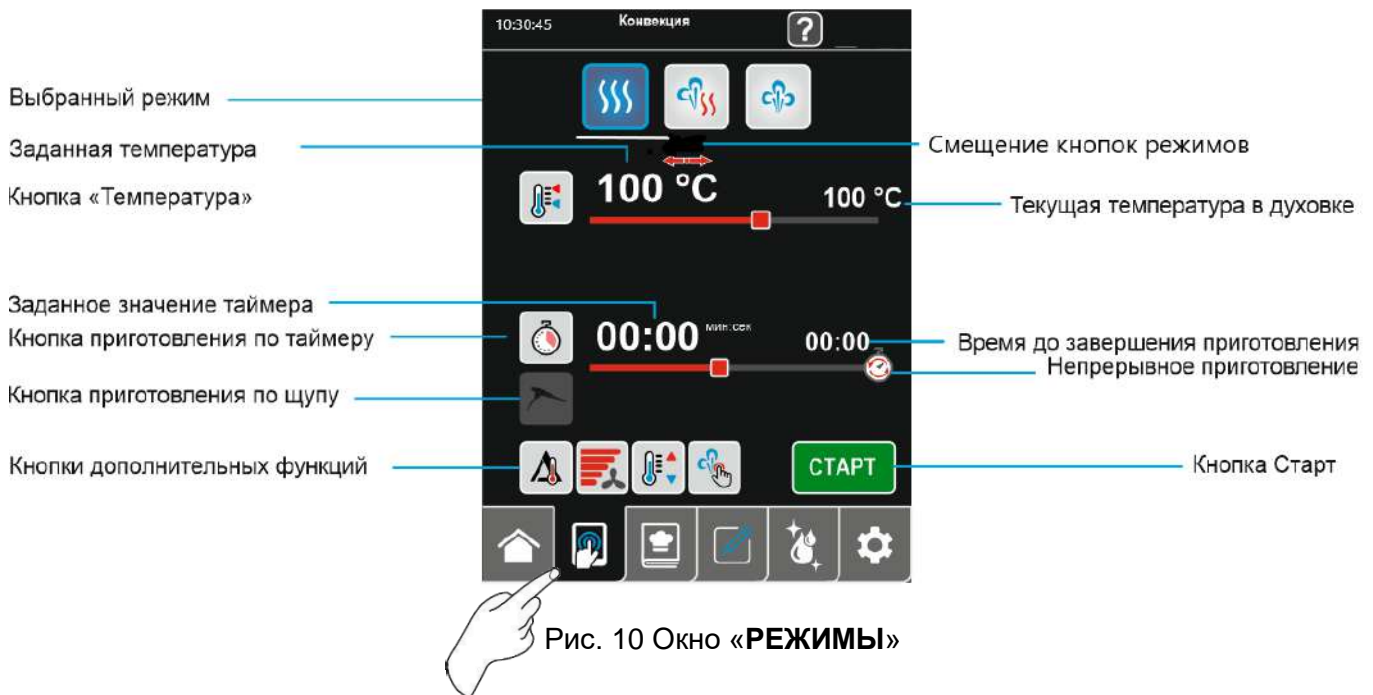 10:30:45 Конвекция ?
Выбранный режим
Заданная температура
Смещение кнопок режимов
Кнопка «Температура»
100 °C
100 °C
Текущая температура в духовке
Заданное значение таймера
Кнопка приготовления по таймеру
00:00 мин:сек
00:00
Время до завершения приготовления
Непрерывное приготовление
Кнопка приготовления по щупу
Кнопки дополнительных функций
СТАРТ
Кнопка Старт
Рис. 10 Окно «РЕЖИМЫ»